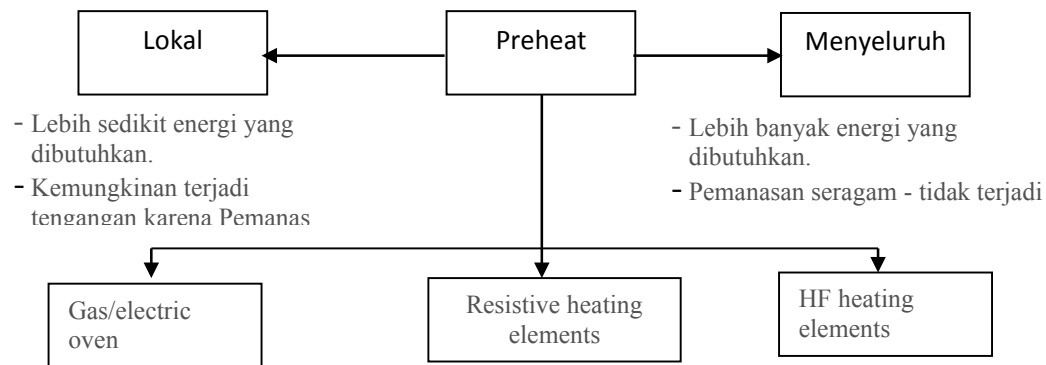 Lokal
Preheat
Menyeluruh
- Lebih sedikit energi yang
dibutuhkan.
- Kemungkinan terjadi
tengangan karena Pemanas
- Lebih banyak energi yang
dibutuhkan.
- Pemanasan seragam - tidak terjadi
Gas/electric
oven
Resistive heating
elements
HF heating
elements